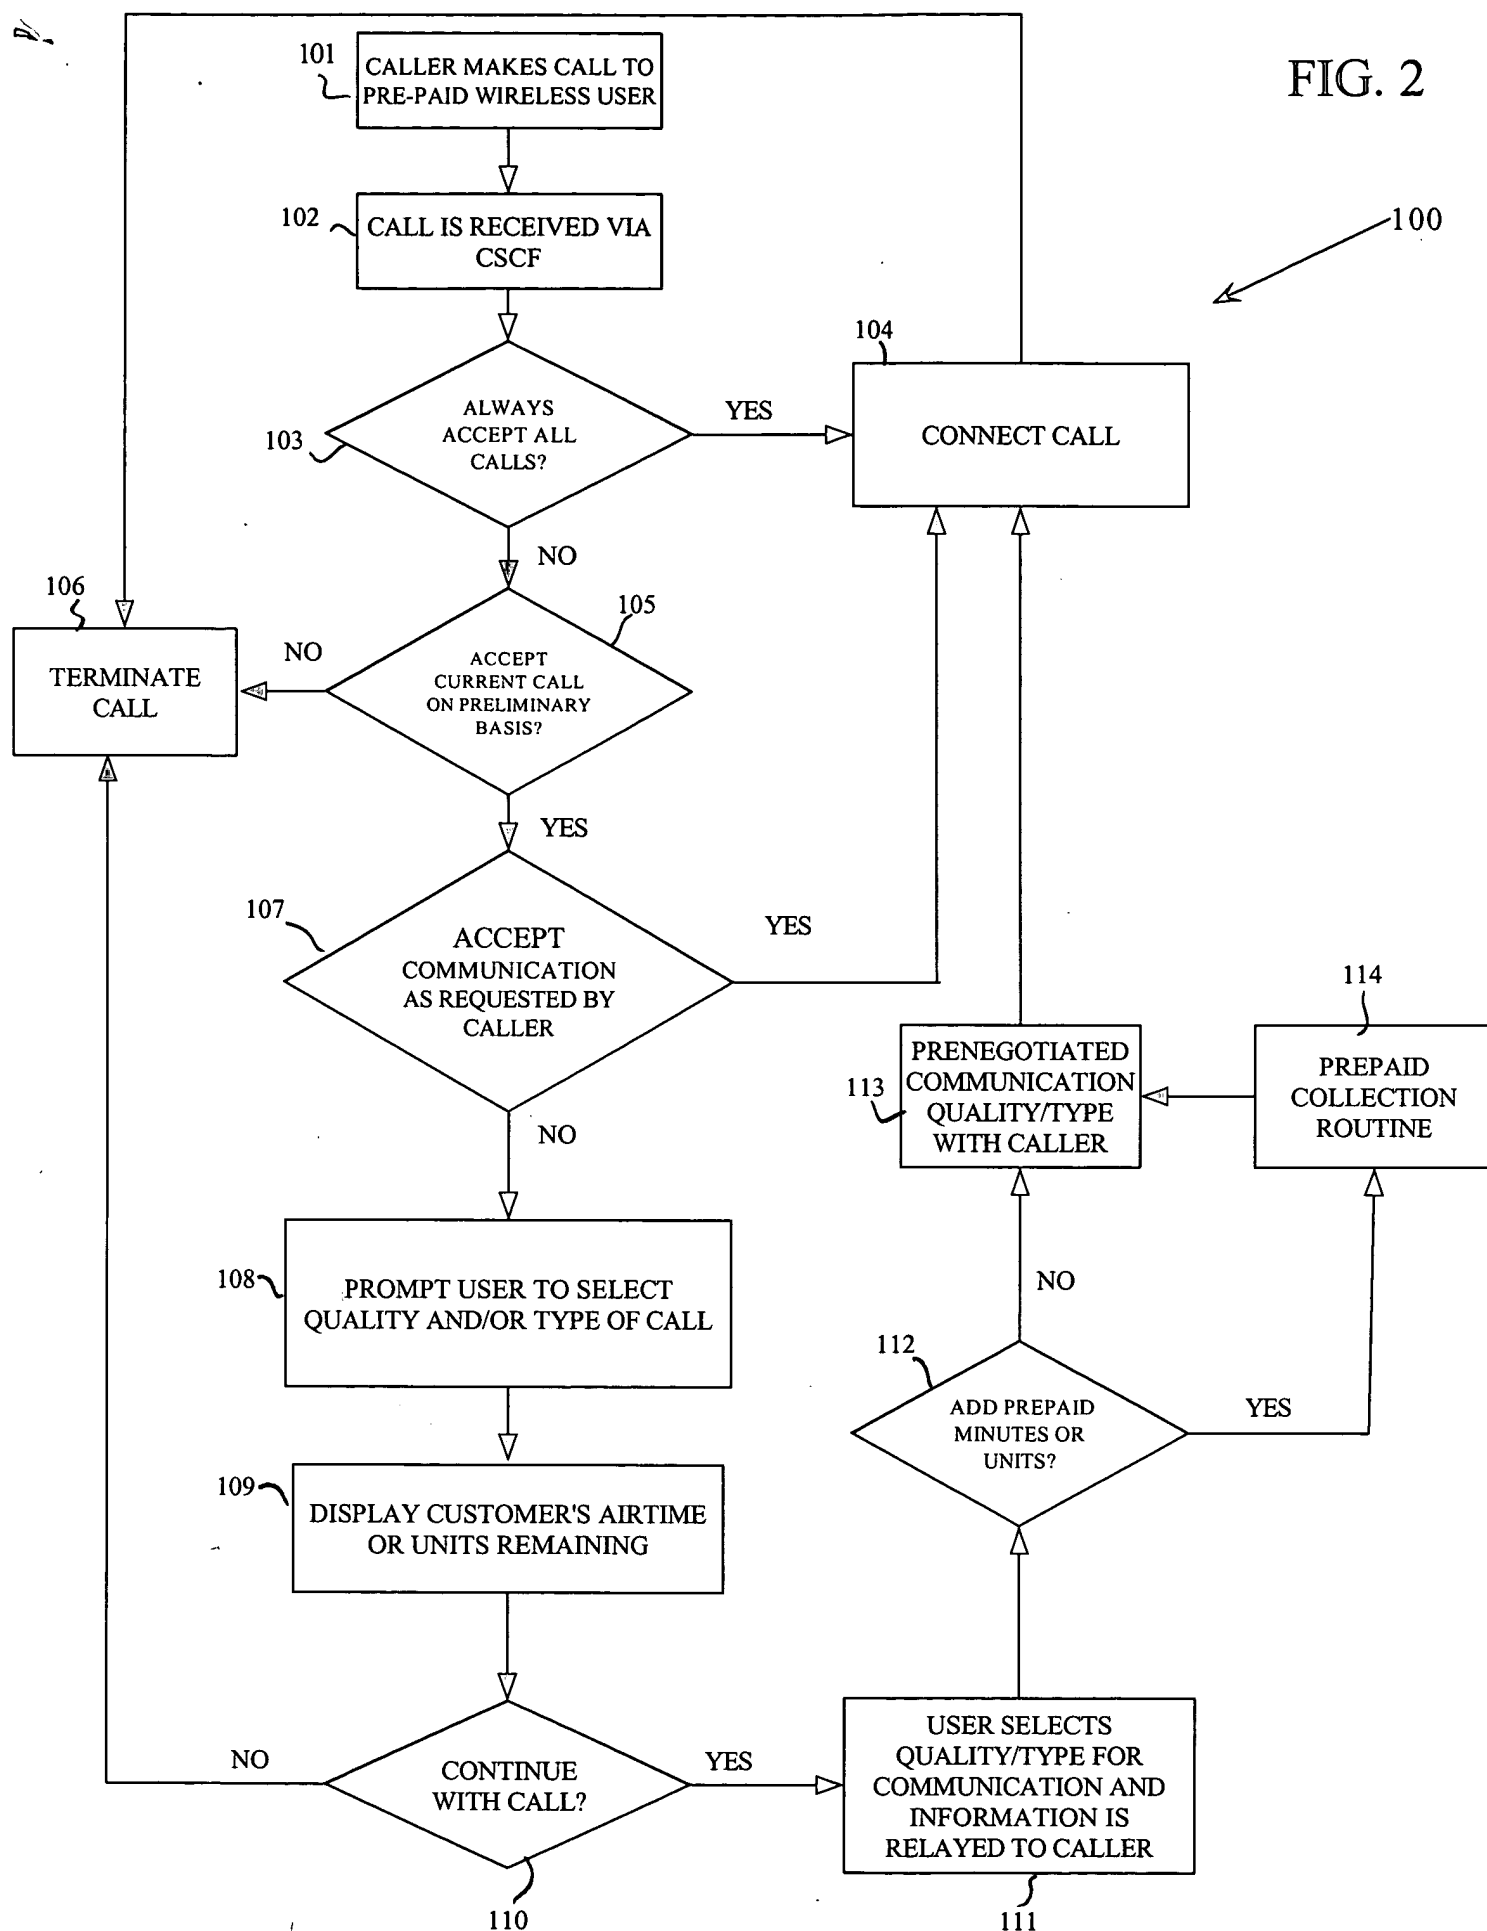 FIG. 2
100
101
CALLER MAKES CALL TO
PRE-PAID WIRELESS USER
102
CALL IS RECEIVED VIA
CSCF
103
ALWAYS
ACCEPT ALL
CALLS?
YES
104
CONNECT CALL
NO
105
ACCEPT
CURRENT CALL
ON PRELIMINARY
BASIS?
NO
106
TERMINATE
CALL
YES
107
ACCEPT
COMMUNICATION
AS REQUESTED BY
CALLER
YES
NO
108
PROMPT USER TO SELECT
QUALITY AND/OR TYPE OF CALL
109
DISPLAY CUSTOMER'S AIRTIME
OR UNITS REMAINING
110
CONTINUE
WITH CALL?
NO
YES
111
USER SELECTS
QUALITY/TYPE FOR
COMMUNICATION AND
INFORMATION IS
RELAYED TO CALLER
112
ADD PREPAID
MINUTES OR
UNITS?
NO
YES
113
PRENEGOTIATED
COMMUNICATION
QUALITY/TYPE
WITH CALLER
114
PREPAID
COLLECTION
ROUTINE